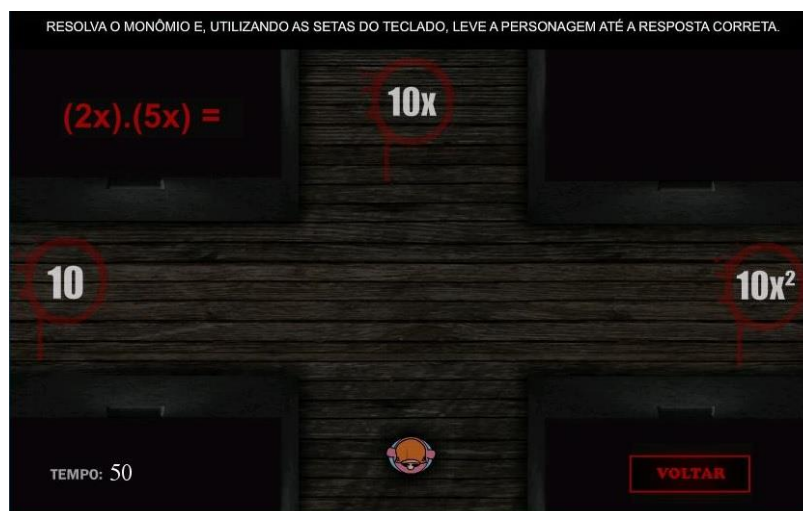 RESOLVA O MONÔMIO E, UTILIZANDO AS SETAS DO TECLADO, LEVE A PERSONAGEM ATÉ A RESPOSTA CORRETA.
10x
(2x).(5x) =
10
10x²
TEMPO: 50
VOLTAR